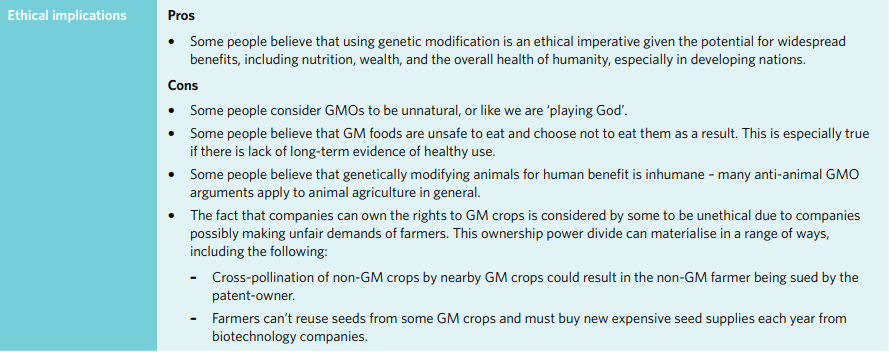 Ethical implications
Pros
• Some people believe that using genetic modification is an ethical imperative given the potential for widespread
benefits, including nutrition, wealth, and the overall health of humanity, especially in developing nations.
Cons
• Some people consider GMOs to be unnatural, or like we are ‘playing God’.
• Some people believe that GM foods are unsafe to eat and choose not to eat them as a result. This is especially true
if there is lack of long-term evidence of healthy use.
• Some people believe that genetically modifying animals for human benefit is inhumane – many anti-animal GMO
arguments apply to animal agriculture in general.
• The fact that companies can own the rights to GM crops is considered by some to be unethical due to companies
possibly making unfair demands of farmers. This ownership power divide can materialise in a range of ways,
including the following:
– Cross-pollination of non-GM crops by nearby GM crops could result in the non-GM farmer being sued by the
patent-owner.
– Farmers can’t reuse seeds from some GM crops and must buy new expensive seed supplies each year from
biotechnology companies.